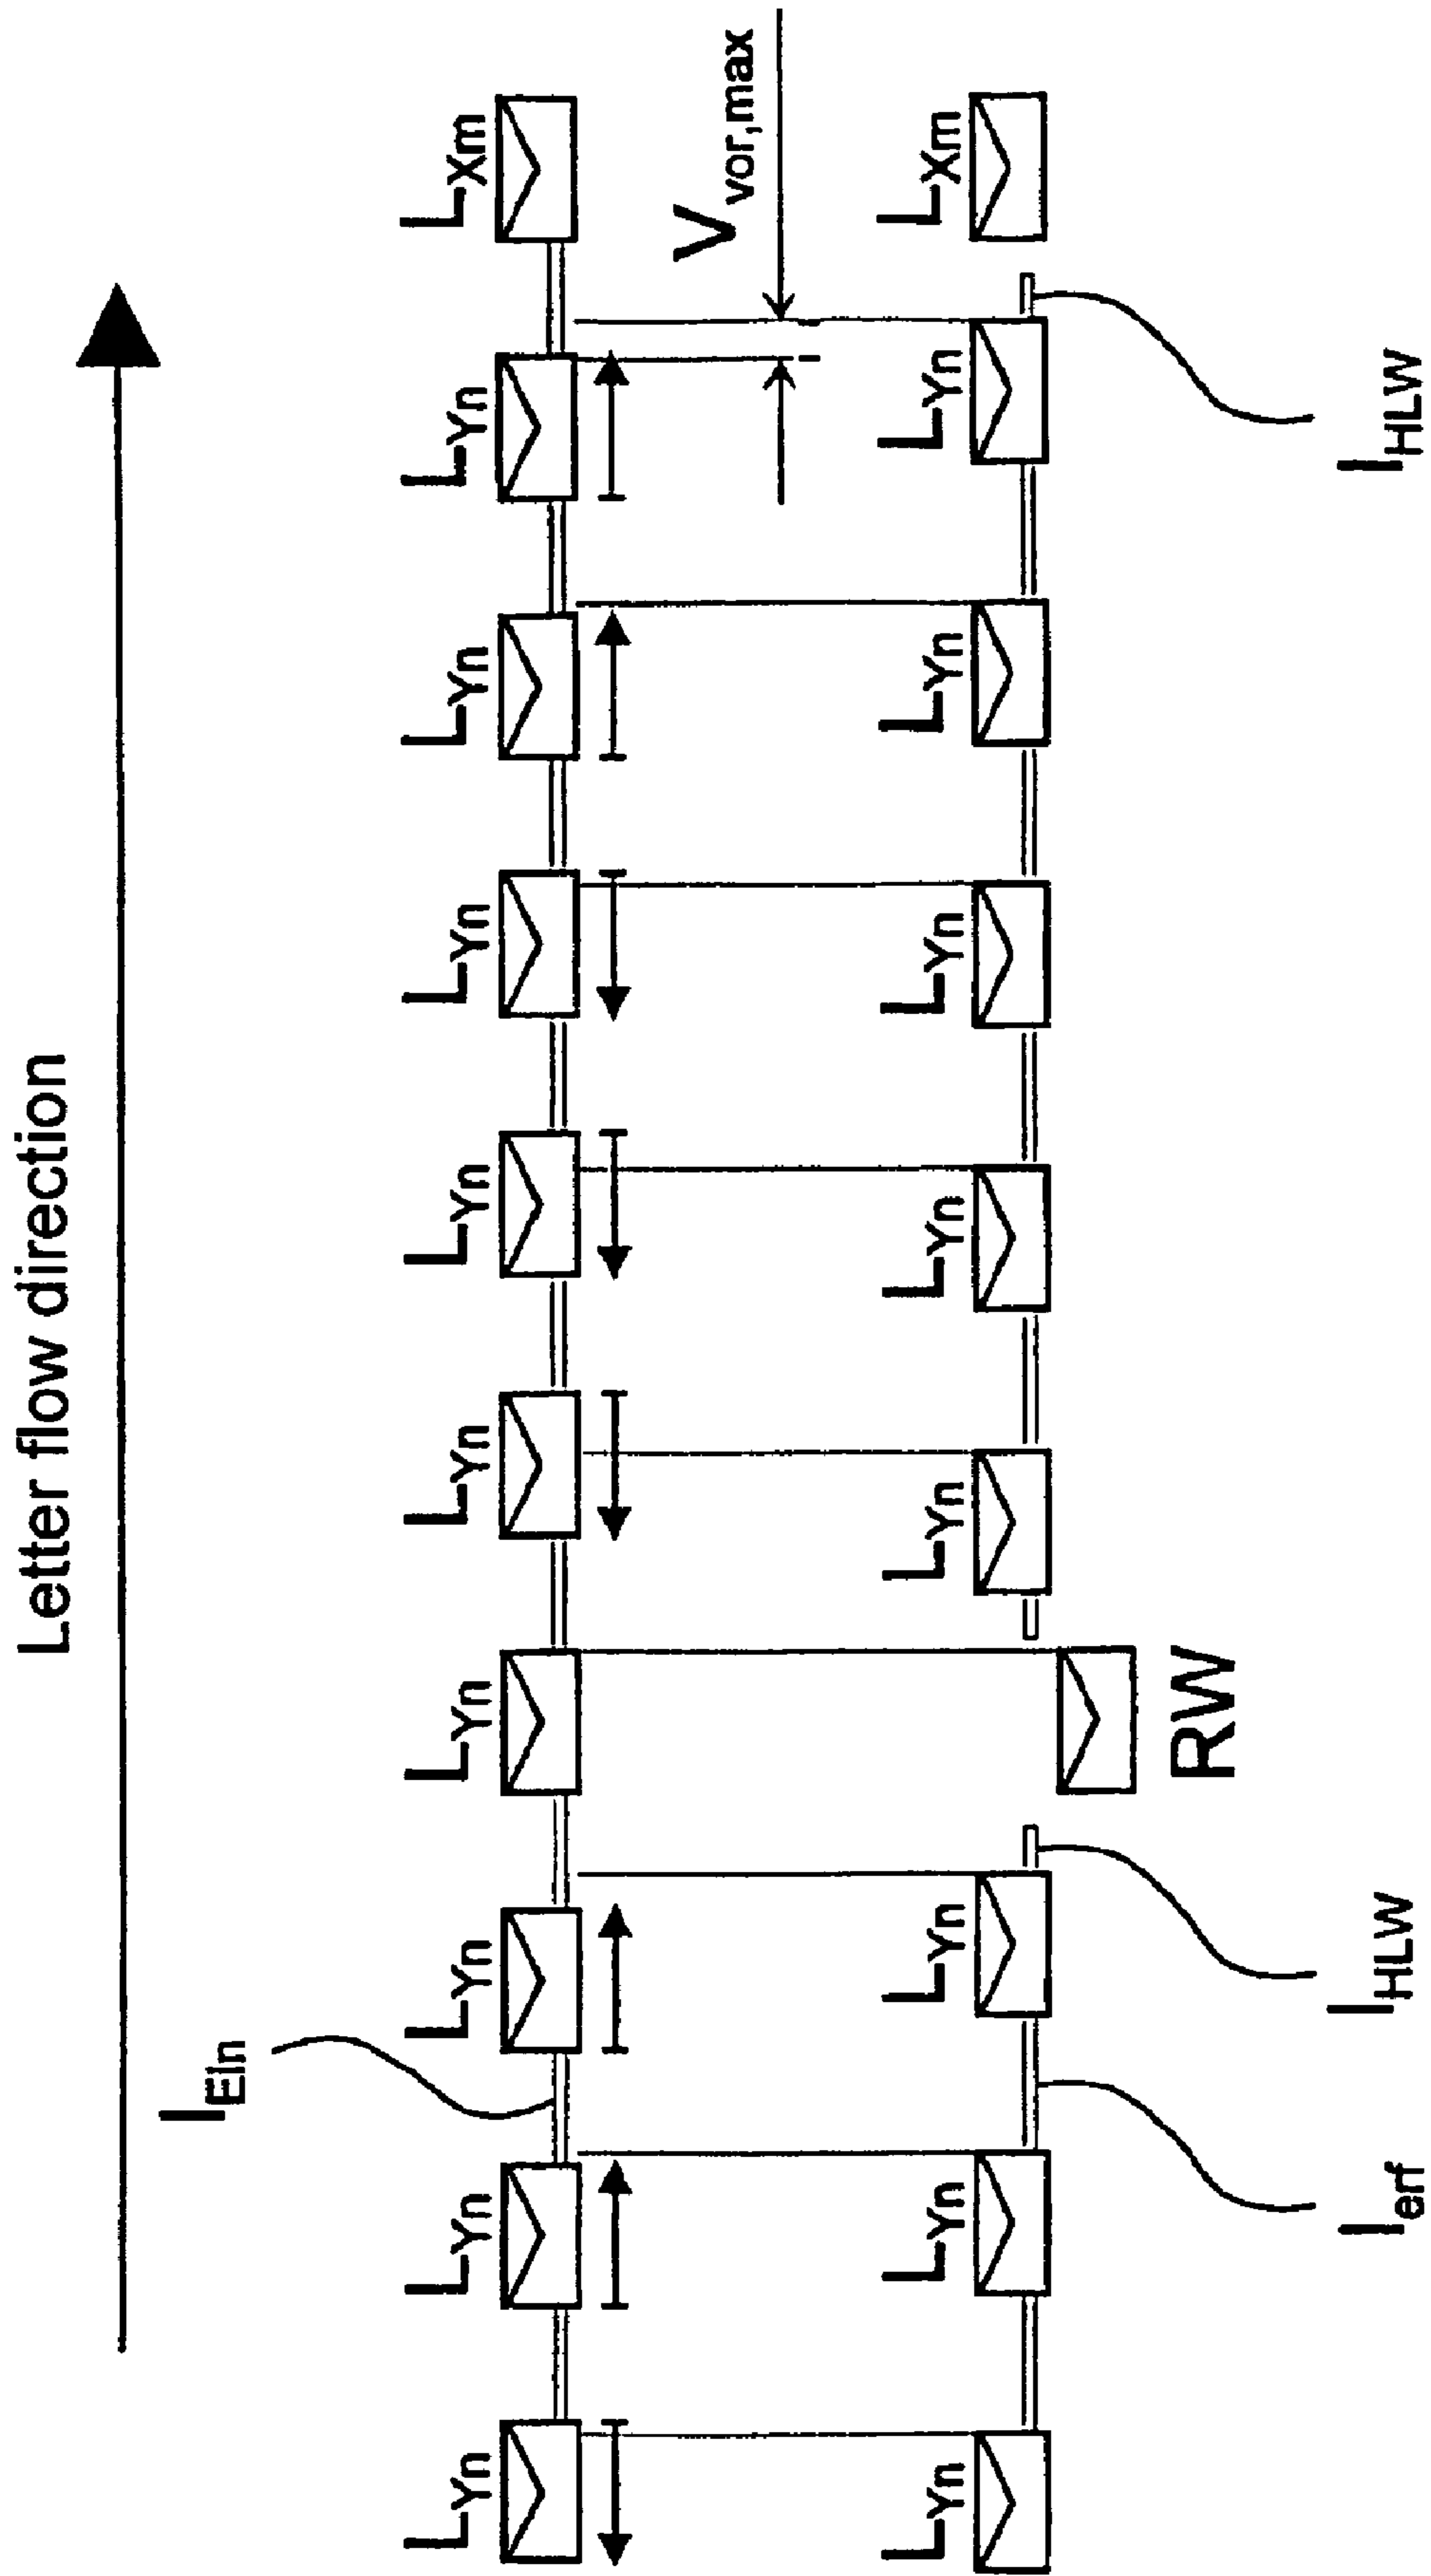 Letter flow direction
I_Ein
L_Yn L_Yn L_Yn L_Yn L_Yn L_Yn L_Yn L_Yn L_Yn L_Xm
V_vor,max
L_Yn L_Yn L_Yn L_Yn L_Yn L_Yn L_Yn L_Yn L_Xm
RW
I_erf I_HLW I_HLW